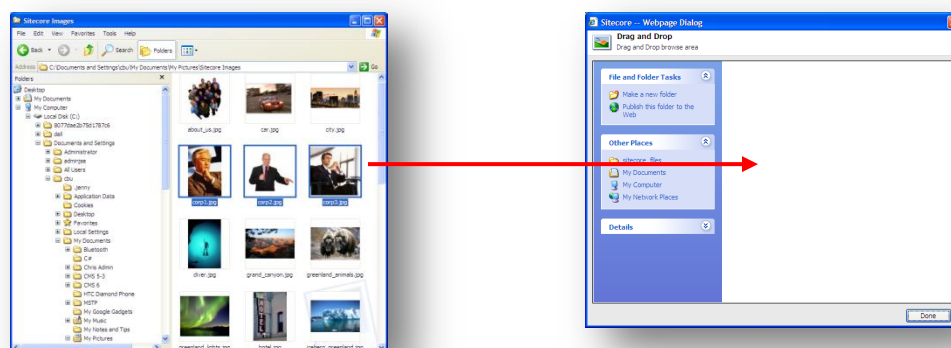 Sitecore Images
File Edit View Favorites Tools Help
Back Search Folders
Address C:\Documents and Settings\cbu\My Documents\My Pictures\Sitecore Images Go
Folders
Desktop
My Documents
My Computer
Local Disk (C:)
8077dae2b75d1787c6
dell
Documents and Settings
Administrator
adminjse
All Users
cbu
.jenny
Application Data
Cookies
Desktop
Favorites
Local Settings
My Documents
Bluetooth
C#
Chris Admin
CMS 5-3
CMS 6
HTC Diamond Phone
MSTP
My Google Gadgets
My Music
My Notes and Tips
My Pictures
about_us.jpg car.jpg city.jpg
corp1.jpg corp2.jpg corp3.jpg
diver.jpg grand_canyon.jpg greenland_animals.jpg
greenland_lights.jpg hotel.jpg
Sitecore -- Webpage Dialog
Drag and Drop
Drag and Drop browse area
File and Folder Tasks
Make a new folder
Publish this folder to the
Web
Other Places
sitecore_files
My Documents
My Computer
My Network Places
Details
Done